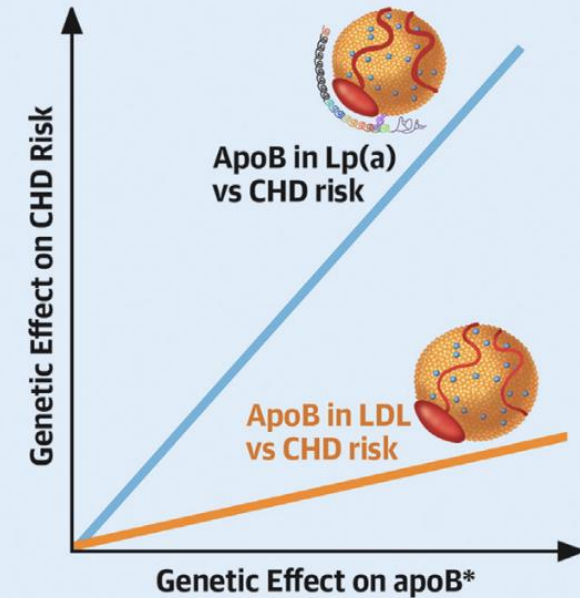 Genetic Effect on CHD Risk
ApoB in Lp(a)
vs CHD risk
ApoB in LDL
vs CHD risk
Genetic Effect on apoB*